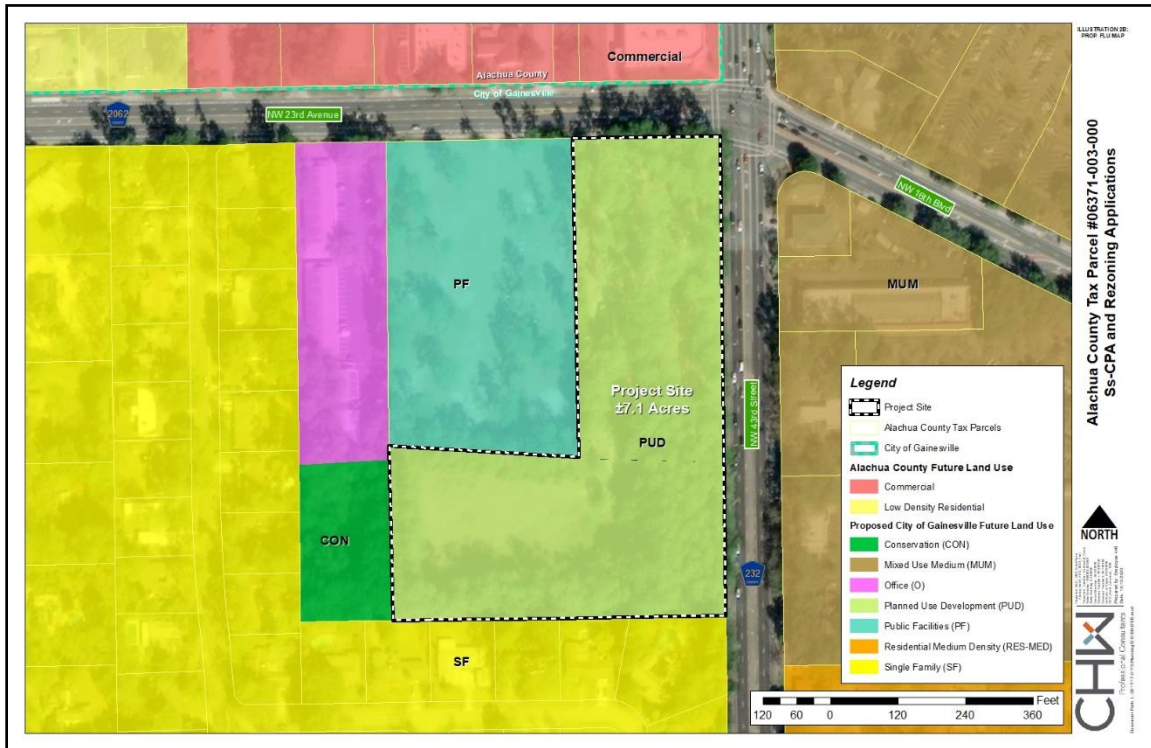 ILLUSTRATION 2B:
PROP. FLU MAP
Commercial
Alachua County
City of Gainesville
2062
NW 23rd Avenue
NW 16th Blvd
PF
MUM
Project Site
±7.1 Acres
PUD
NW 43rd Street
CON
232
SF
Legend
Project Site
Alachua County Tax Parcels
City of Gainesville
Alachua County Future Land Use
Commercial
Low Density Residential
Proposed City of Gainesville Future Land Use
Conservation (CON)
Mixed Use Medium (MUM)
Office (O)
Planned Use Development (PUD)
Public Facilities (PF)
Residential Medium Density (RES-MED)
Single Family (SF)
Feet
120 60 0 120 240 360
Alachua County Tax Parcel #06371-003-000
Ss-CPA and Rezoning Applications
NORTH
CHW
Professional Consultants